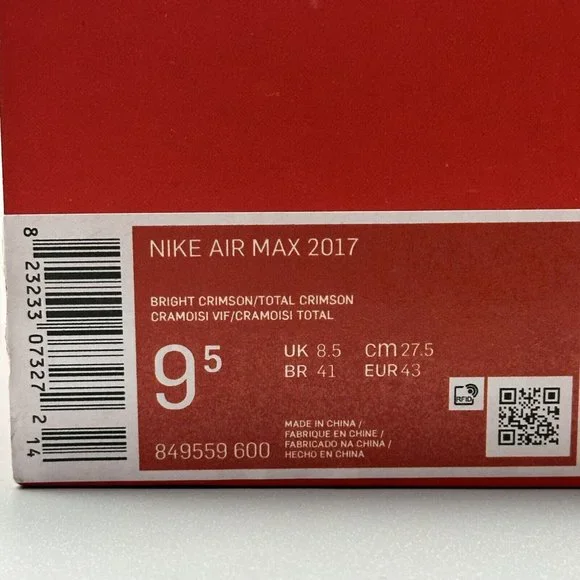 NIKE AIR MAX 2017
BRIGHT CRIMSON/TOTAL CRIMSON
CRAMOISI VIF/CRAMOISI TOTAL
9 5
UK 8.5 cm 27.5
BR 41 EUR 43
RFID
849559 600
MADE IN CHINA /
FABRIQUE EN CHINE /
FABRICADO NA CHINA /
HECHO EN CHINA
8 23233 07327 2 14